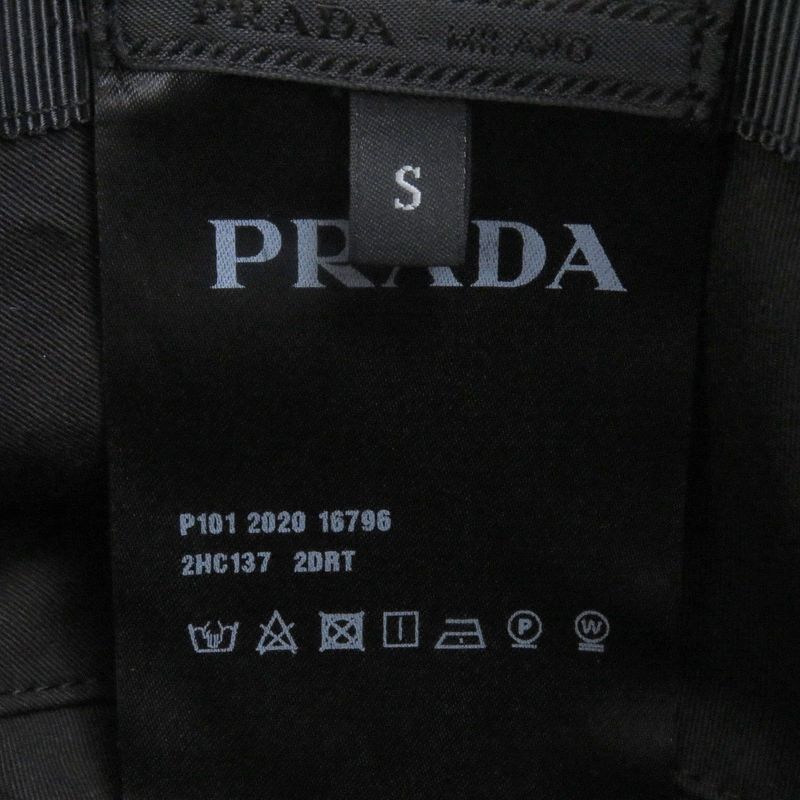 PRADA - MILANO
S
PRADA
P101 2020 16796
2HC137 2DRT
P W